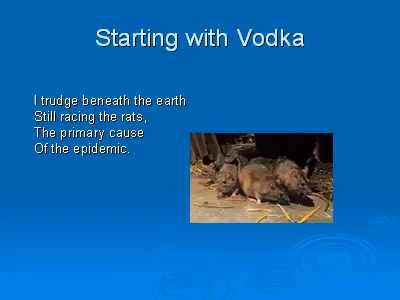 Starting with Vodka
I trudge beneath the earth
Still racing the rats,
The primary cause
Of the epidemic.